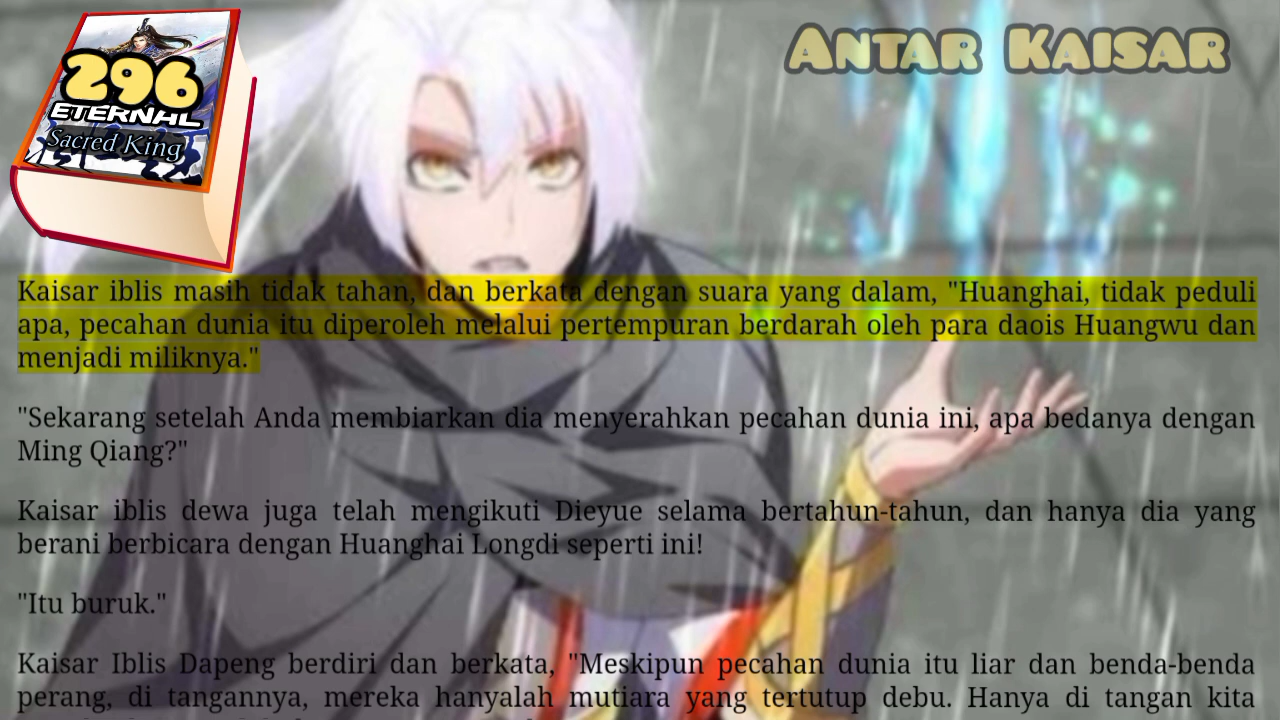 296
ETERNAL
Sacred King
ANTAR KAISAR
Kaisar iblis masih tidak tahan, dan berkata dengan suara yang dalam, "Huanghai, tidak peduli
apa, pecahan dunia itu diperoleh melalui pertempuran berdarah oleh para daois Huangwu dan
menjadi miliknya."
"Sekarang setelah Anda membiarkan dia menyerahkan pecahan dunia ini, apa bedanya dengan
Ming Qiang?"
Kaisar iblis dewa juga telah mengikuti Dieyue selama bertahun-tahun, dan hanya dia yang
berani berbicara dengan Huanghai Longdi seperti ini!
"Itu buruk."
Kaisar Iblis Dapeng berdiri dan berkata, "Meskipun pecahan dunia itu liar dan benda-benda
perang, di tangannya, mereka hanyalah mutiara yang tertutup debu. Hanya di tangan kita